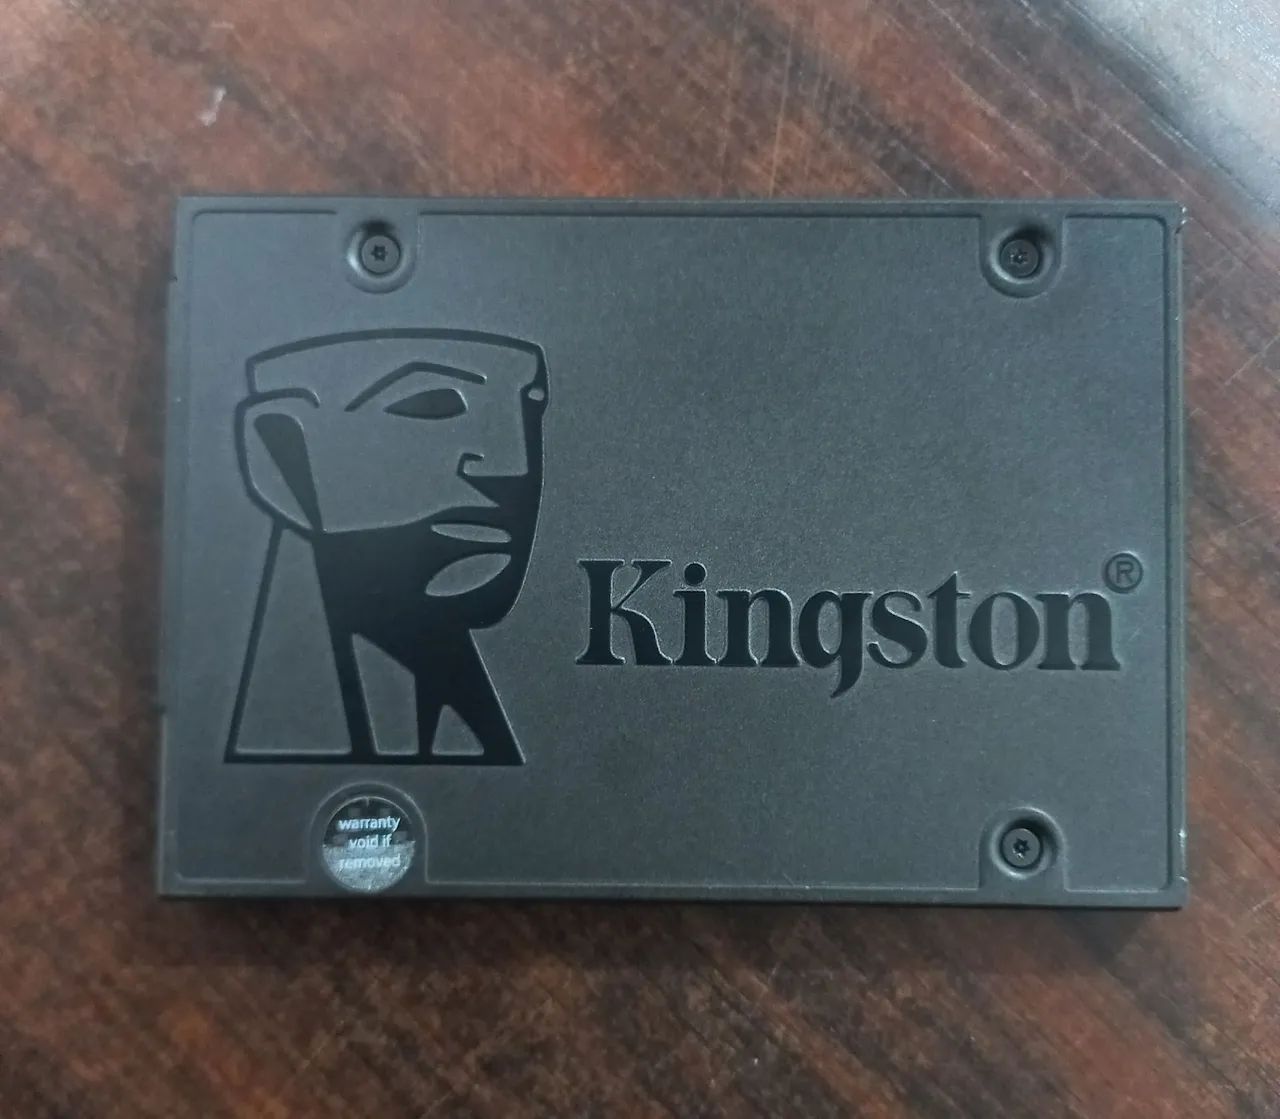 Kingston®
warranty
void if
removed